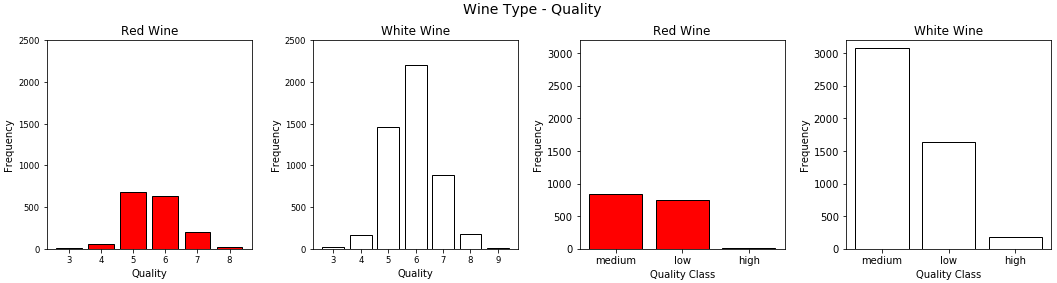 Wine Type - Quality
Red Wine
2500
2000
1500
1000
500
0
Frequency
3 4 5 6 7 8
Quality
White Wine
2500
2000
1500
1000
500
0
Frequency
3 4 5 6 7 8 9
Quality
Red Wine
3000
2500
2000
1500
1000
500
0
Frequency
medium low high
Quality Class
White Wine
3000
2500
2000
1500
1000
500
0
Frequency
medium low high
Quality Class